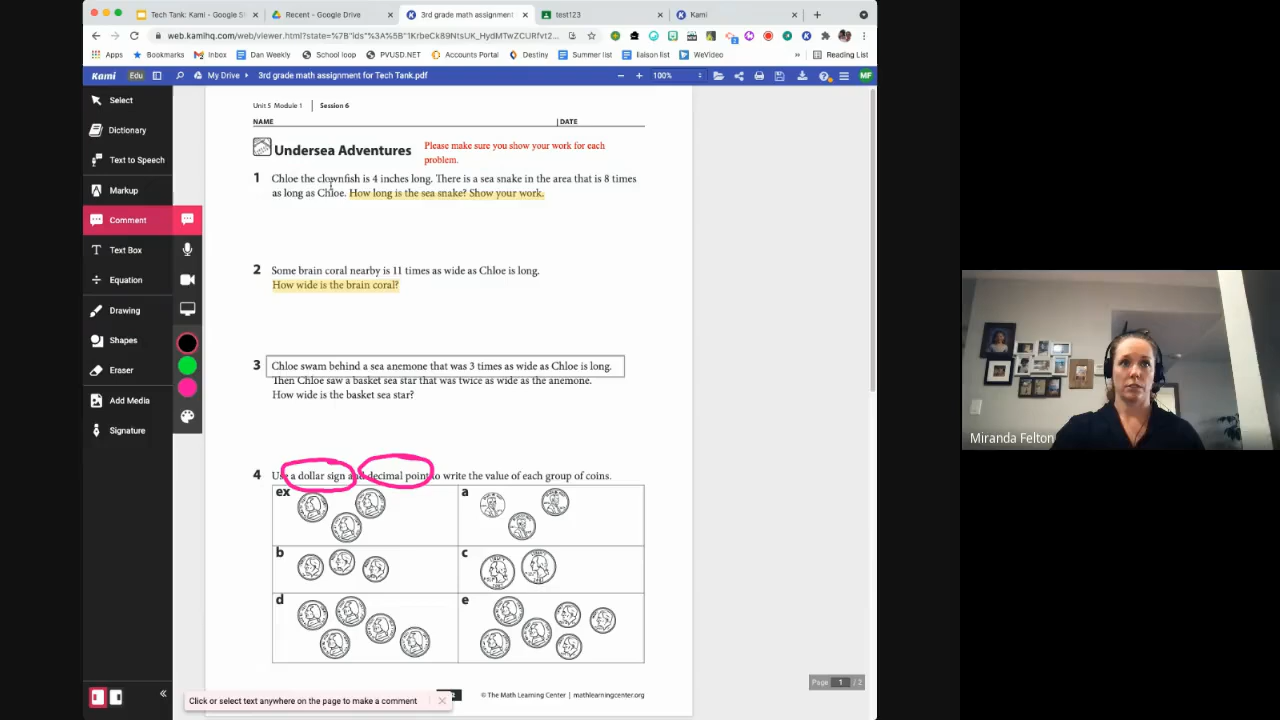 Tech Tank: Kami - Google Sl
Recent - Google Drive
3rd grade math assignment
test123
Kami
web.kamihq.com/web/viewer.html?state=%7B"ids"%3A%5B"1KrbeCk89NtsUK_HydMTwZCURfvt2...
Apps
Bookmarks
Inbox
Dan Weekly
School loop
PVUSD.NET
Accounts Portal
Destiny
Summer list
liaison list
WeVideo
»
Reading List
Kami
Edu
My Drive
3rd grade math assignment for Tech Tank.pdf
100%
MF
Select
Dictionary
Text to Speech
Markup
Comment
Text Box
Equation
Drawing
Shapes
Eraser
Add Media
Signature
Unit 5 Module 1 | Session 6
NAME | DATE
Undersea Adventures
Please make sure you show your work for each
problem.
1 Chloe the clownfish is 4 inches long. There is a sea snake in the area that is 8 times
as long as Chloe. How long is the sea snake? Show your work.
2 Some brain coral nearby is 11 times as wide as Chloe is long.
How wide is the brain coral?
3 Chloe swam behind a sea anemone that was 3 times as wide as Chloe is long.
Then Chloe saw a basket sea star that was twice as wide as the anemone.
How wide is the basket sea star?
4 Use a dollar sign and decimal point to write the value of each group of coins.
ex
a
b
c
d
e
© The Math Learning Center | mathlearningcenter.org
Page 1 / 2
Click or select text anywhere on the page to make a comment
Miranda Felton